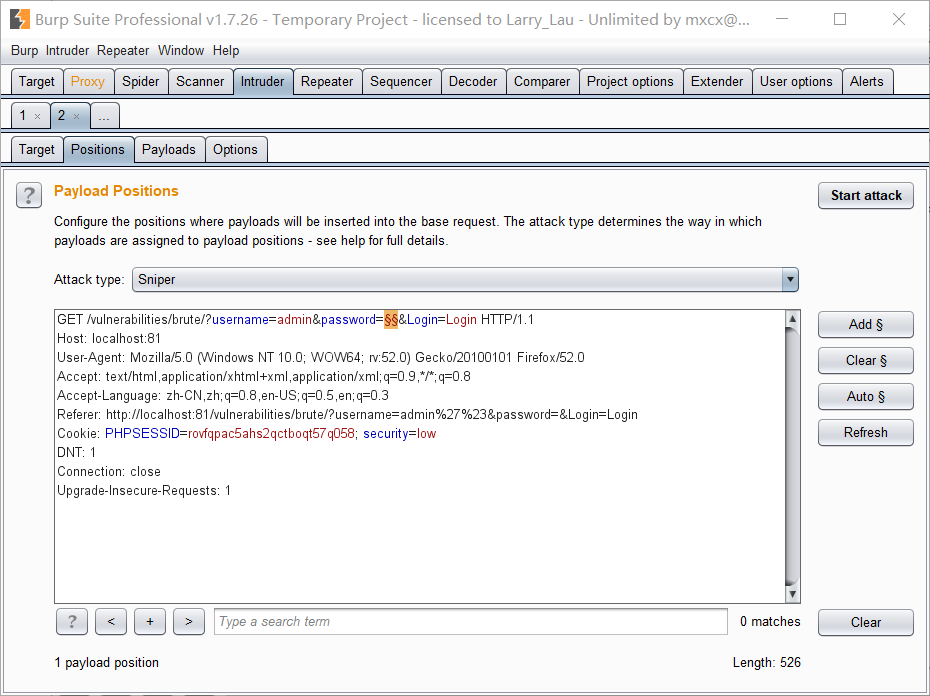 Burp Suite Professional v1.7.26 - Temporary Project - licensed to Larry_Lau - Unlimited by mxcx@...
Burp Intruder Repeater Window Help
Target Proxy Spider Scanner Intruder Repeater Sequencer Decoder Comparer Project options Extender User options Alerts
1 × 2 × ...
Target Positions Payloads Options
? Payload Positions Start attack
Configure the positions where payloads will be inserted into the base request. The attack type determines the way in which
payloads are assigned to payload positions - see help for full details.
Attack type: Sniper
GET /vulnerabilities/brute/?username=admin&password=§§&Login=Login HTTP/1.1
Host: localhost:81
User-Agent: Mozilla/5.0 (Windows NT 10.0; WOW64; rv:52.0) Gecko/20100101 Firefox/52.0
Accept: text/html,application/xhtml+xml,application/xml;q=0.9,*/*;q=0.8
Accept-Language: zh-CN,zh;q=0.8,en-US;q=0.5,en;q=0.3
Referer: http://localhost:81/vulnerabilities/brute/?username=admin%27%23&password=&Login=Login
Cookie: PHPSESSID=rovfqpac5ahs2qctboqt57q058; security=low
DNT: 1
Connection: close
Upgrade-Insecure-Requests: 1
Add §
Clear §
Auto §
Refresh
? < + > Type a search term 0 matches Clear
1 payload position Length: 526